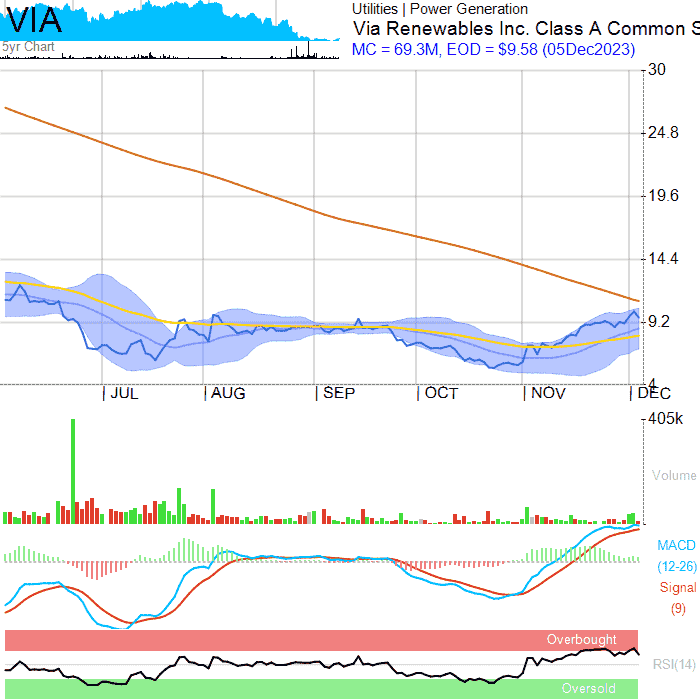 VIA
5yr Chart
Utilities | Power Generation
Via Renewables Inc. Class A Common S
MC = 69.3M, EOD = $9.58 (05Dec2023)
30
24.8
19.6
14.4
9.2
4
JUL
AUG
SEP
OCT
NOV
DEC
405k
Volume
MACD
(12-26)
Signal
(9)
Overbought
RSI(14)
Oversold